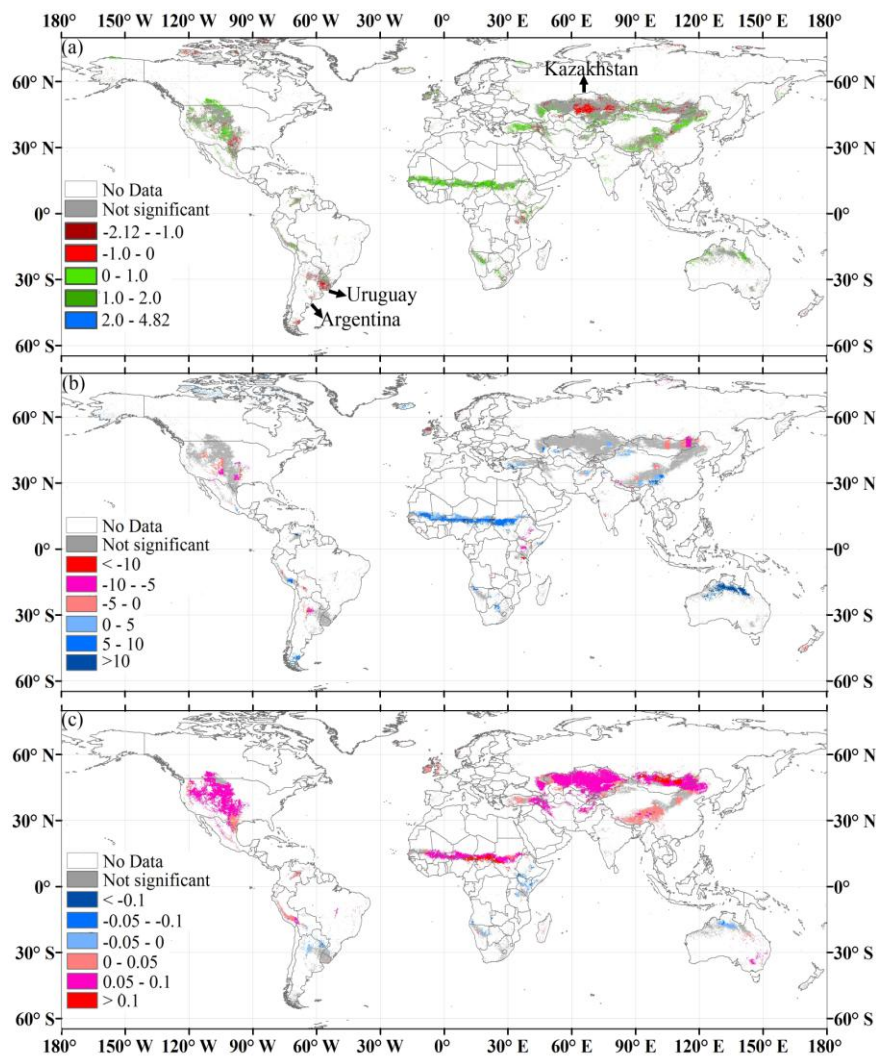 180° 150° W 120° W 90° W 60° W 30° W 0° 30° E 60° E 90° E 120° E 150° E 180°
(a)
Kazakhstan
60° N 60° N
30° N 30° N
No Data
Not significant
0° 0°
-2.12 - -1.0
-1.0 - 0
0 - 1.0
30° S 30° S
1.0 - 2.0
Uruguay
2.0 - 4.82
Argentina
60° S 60° S
(b)
60° N 60° N
30° N 30° N
No Data
Not significant
0° 0°
< -10
-10 - -5
-5 - 0
30° S 30° S
0 - 5
5 - 10
>10
60° S 60° S
(c)
60° N 60° N
30° N 30° N
No Data
Not significant
0° 0°
< -0.1
-0.05 - -0.1
-0.05 - 0
30° S 30° S
0 - 0.05
0.05 - 0.1
> 0.1
60° S 60° S
180° 150° W 120° W 90° W 60° W 30° W 0° 30° E 60° E 90° E 120° E 150° E 180°